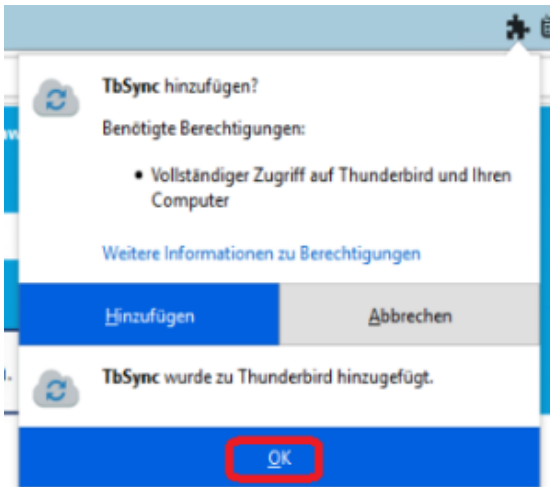 TbSync hinzufügen?
Benötigte Berechtigungen:
• Vollständiger Zugriff auf Thunderbird und Ihren
Computer
Weitere Informationen zu Berechtigungen
Hinzufügen
Abbrechen
TbSync wurde zu Thunderbird hinzugefügt.
OK